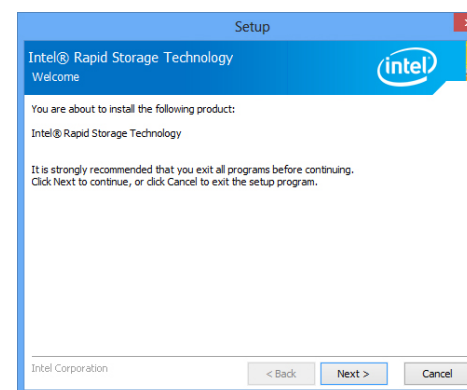 Setup
Intel® Rapid Storage Technology
Welcome
intel
You are about to install the following product:
Intel® Rapid Storage Technology
It is strongly recommended that you exit all programs before continuing.
Click Next to continue, or click Cancel to exit the setup program.
Intel Corporation
< Back
Next >
Cancel